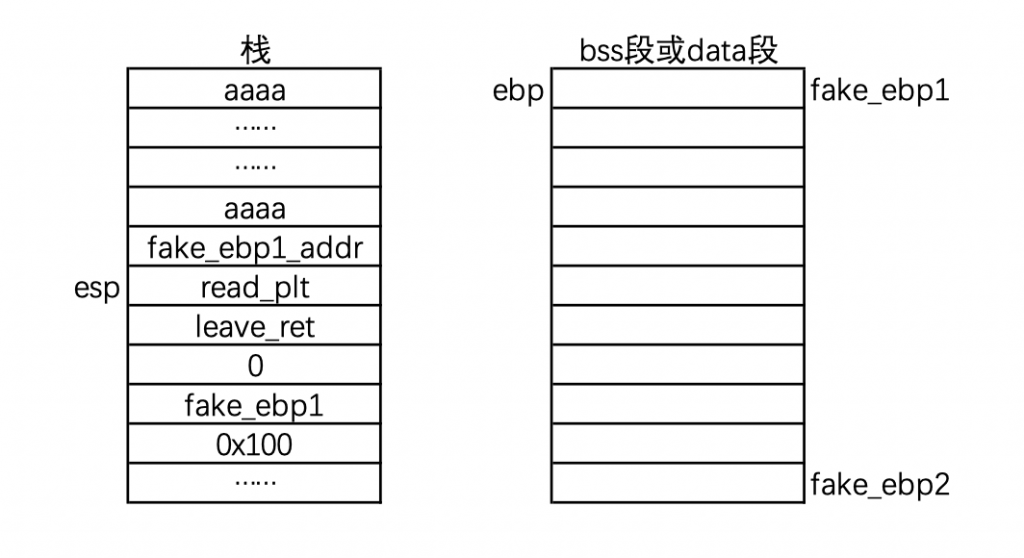 栈
aaaa
……
……
aaaa
fake_ebp1_addr
esp
read_plt
leave_ret
0
fake_ebp1
0x100
……
bss段或data段
ebp
fake_ebp1
fake_ebp2